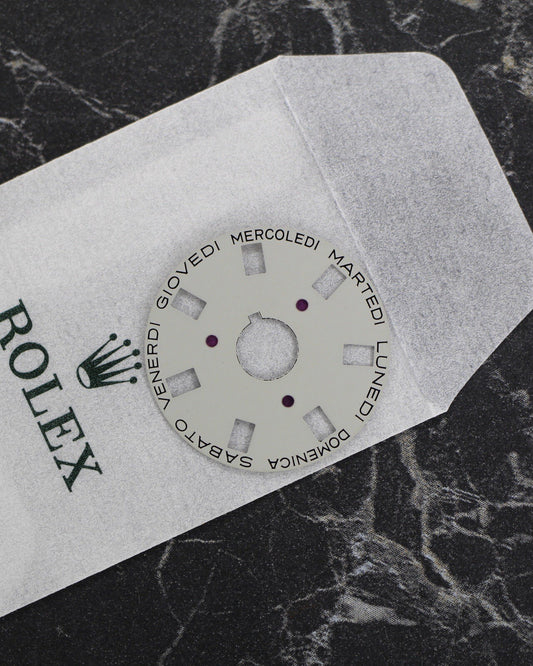 ROLEX
LUNEDI
MARTEDI
MERCOLEDI
GIOVEDI
VENERDI
SABATO
DOMENICA